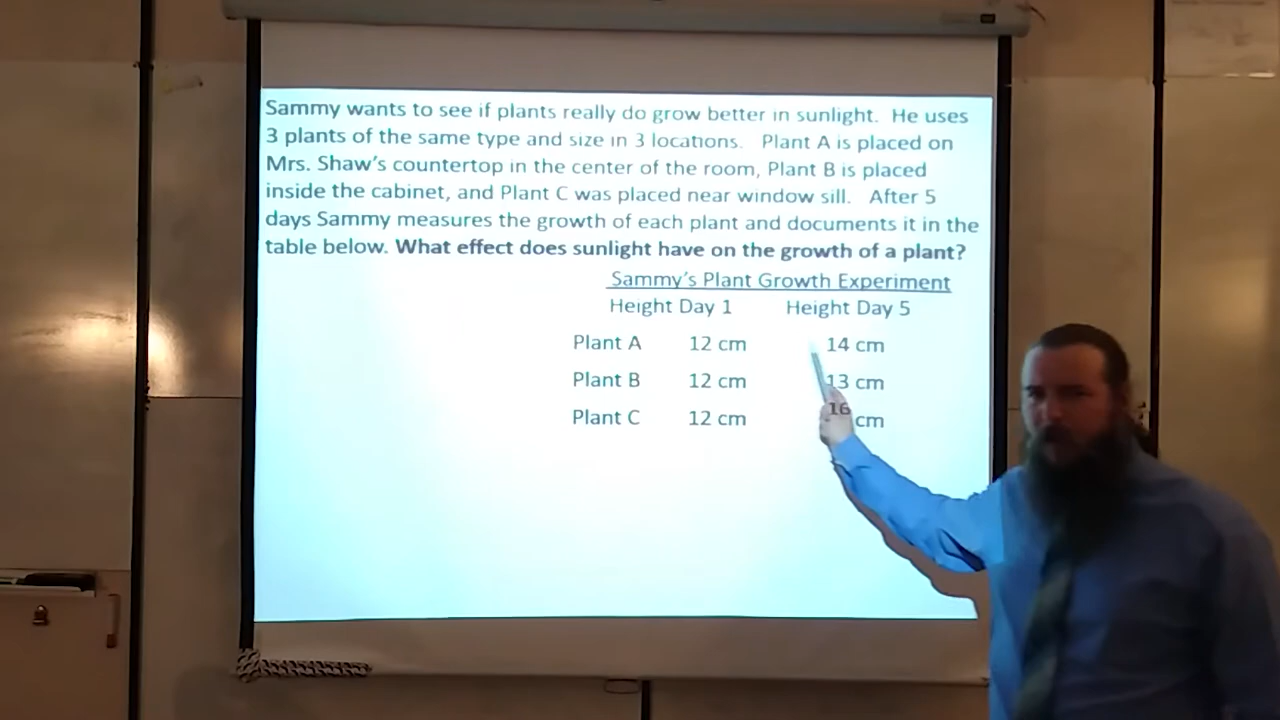 Sammy wants to see if plants really do grow better in sunlight. He uses
3 plants of the same type and size in 3 locations. Plant A is placed on
Mrs. Shaw's countertop in the center of the room, Plant B is placed
inside the cabinet, and Plant C was placed near window sill. After 5
days Sammy measures the growth of each plant and documents it in the
table below. What effect does sunlight have on the growth of a plant?
Sammy's Plant Growth Experiment
Height Day 1 Height Day 5
Plant A 12 cm 14 cm
Plant B 12 cm 13 cm
Plant C 12 cm 16 cm